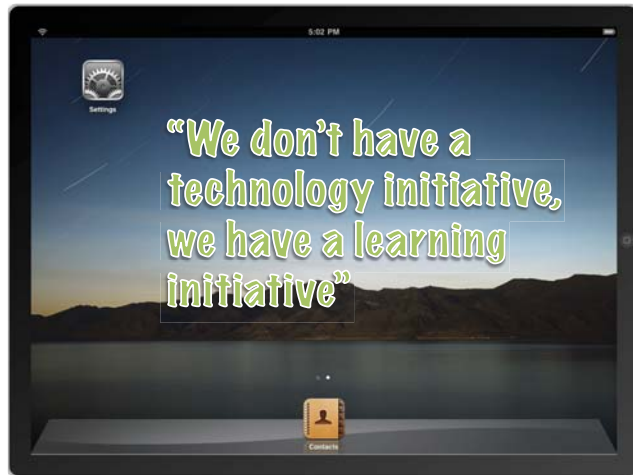 5:02 PM
Settings
“We don’t have a
technology initiative,
we have a learning
initiative”
Contacts